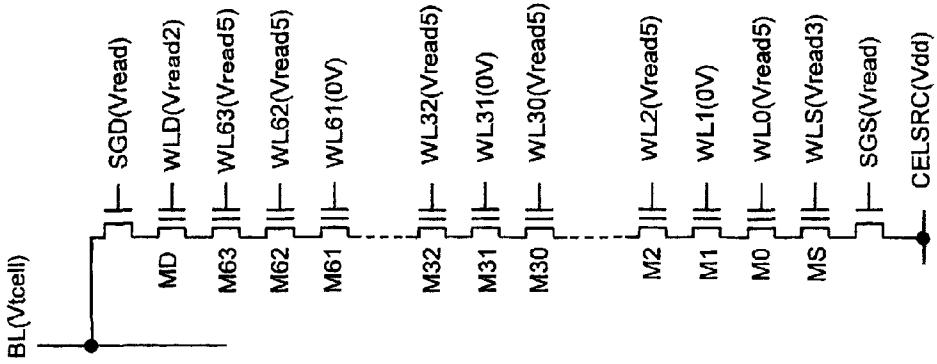 BL(Vtcell)
SGD(Vread)
MD WLD(Vread2)
M63 WL63(Vread5)
M62 WL62(Vread5)
M61 WL61(0V)
M32 WL32(Vread5)
M31 WL31(0V)
M30 WL30(Vread5)
M2 WL2(Vread5)
M1 WL1(0V)
M0 WL0(Vread5)
MS WLS(Vread3)
SGS(Vread)
CELSRC(Vdd)